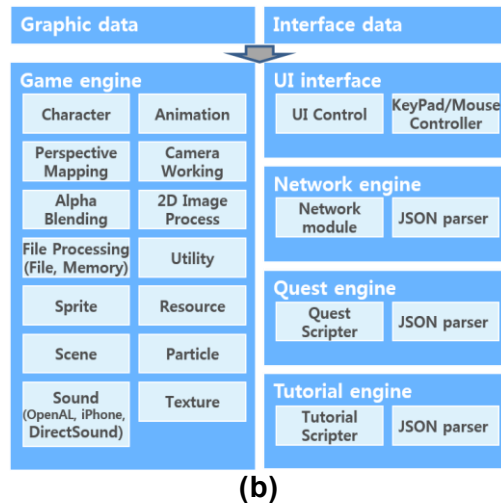 Graphic data
Interface data
Game engine
Character
Animation
Perspective
Mapping
Camera
Working
Alpha
Blending
2D Image
Process
File Processing
(File, Memory)
Utility
Sprite
Resource
Scene
Particle
Sound
(OpenAL, iPhone,
DirectSound)
Texture
UI interface
UI Control
KeyPad/Mouse
Controller
Network engine
Network
module
JSON parser
Quest engine
Quest
Scripter
JSON parser
Tutorial engine
Tutorial
Scripter
JSON parser
(b)